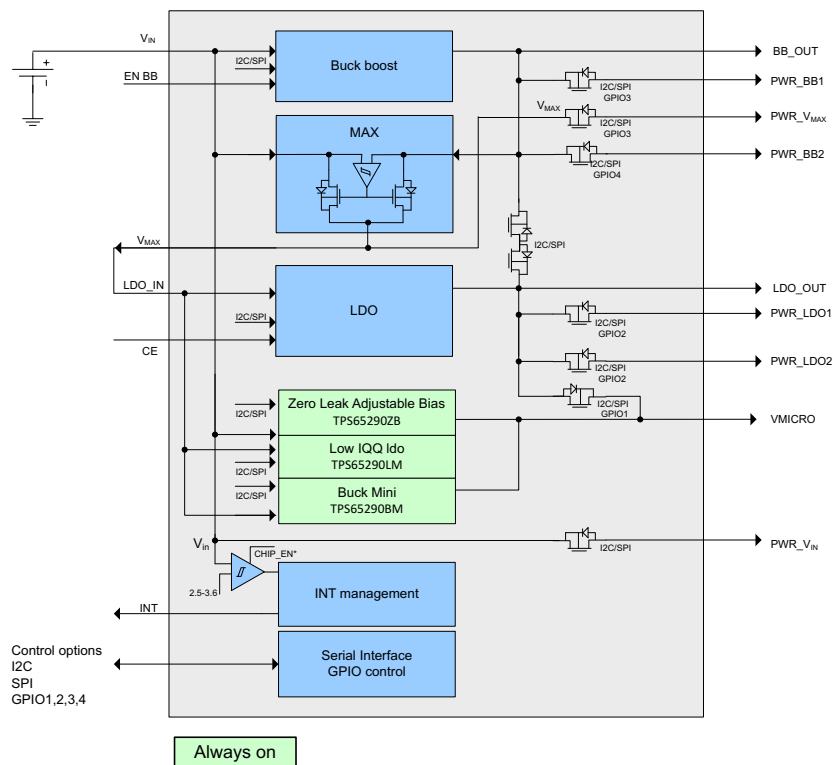 VIN
I2C/SPI
EN BB
Buck boost
BB_OUT
I2C/SPI
GPIO3
PWR_BB1
VMAX
I2C/SPI
GPIO3
PWR_VMAX
MAX
I2C/SPI
GPIO4
PWR_BB2
I2C/SPI
VMAX
LDO_IN
I2C/SPI
CE
LDO
LDO_OUT
I2C/SPI
GPIO2
PWR_LDO1
I2C/SPI
GPIO2
PWR_LDO2
I2C/SPI
GPIO1
VMICRO
I2C/SPI
Zero Leak Adjustable Bias
TPS65290ZB
Low IQQ ldo
TPS65290LM
I2C/SPI
Buck Mini
TPS65290BM
Vin
CHIP_EN*
2.5-3.6
I2C/SPI
PWR_VIN
INT
INT management
Control options
I2C
SPI
GPIO1,2,3,4
Serial Interface
GPIO control
Always on